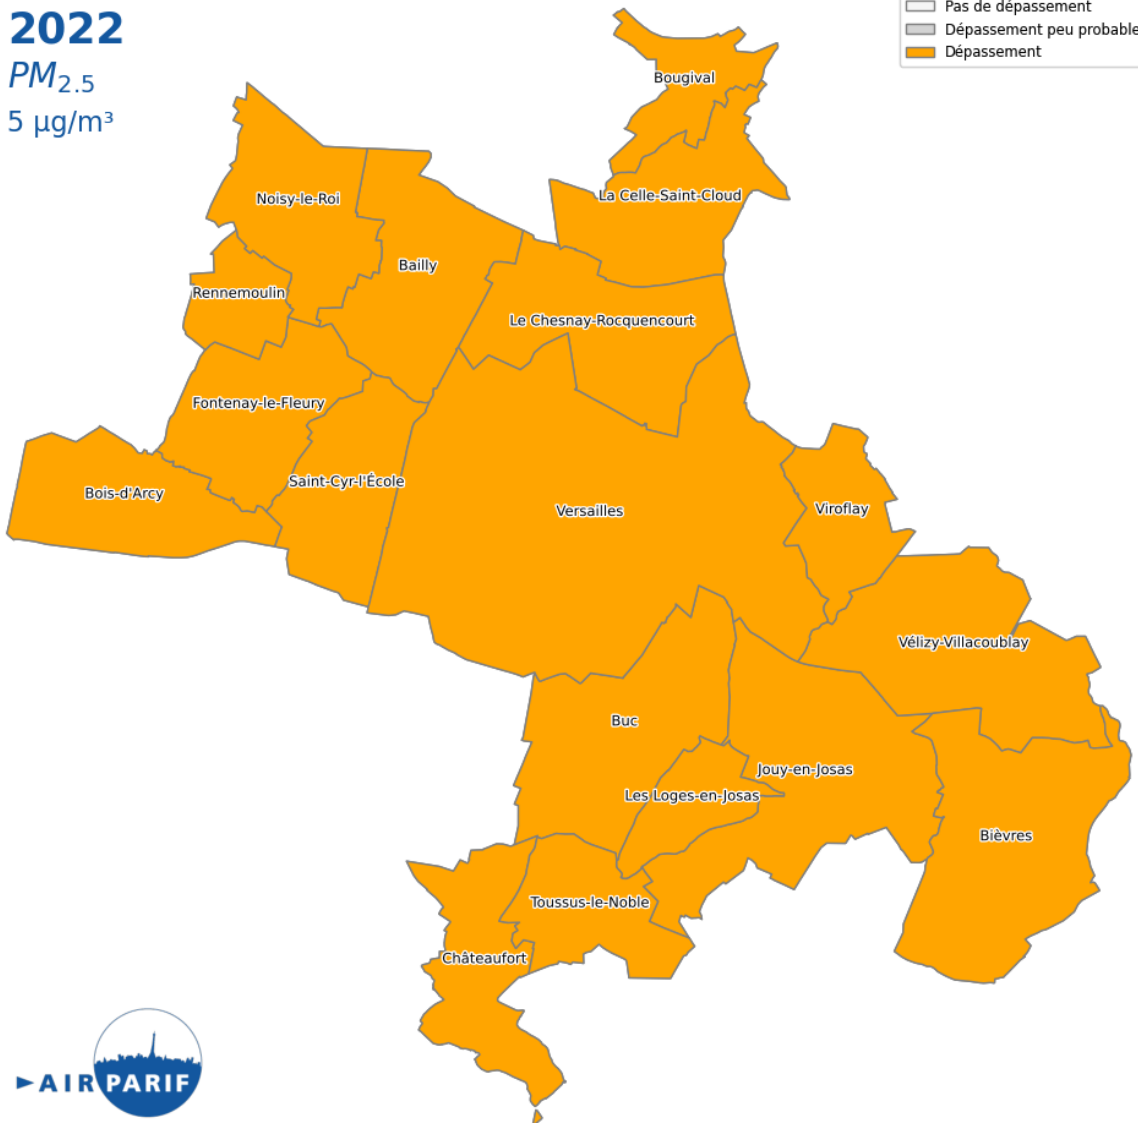 2022
PM2.5
5 µg/m³
Pas de dépassement
Dépassement peu probable
Dépassement
Bougival
La Celle-Saint-Cloud
Noisy-le-Roi
Bailly
Rennemoulin
Le Chesnay-Rocquencourt
Fontenay-le-Fleury
Saint-Cyr-l'École
Bois-d'Arcy
Versailles
Viroflay
Vélizy-Villacoublay
Buc
Jouy-en-Josas
Les Loges-en-Josas
Bièvres
Toussus-le-Noble
Châteaufort
AIRPARIF